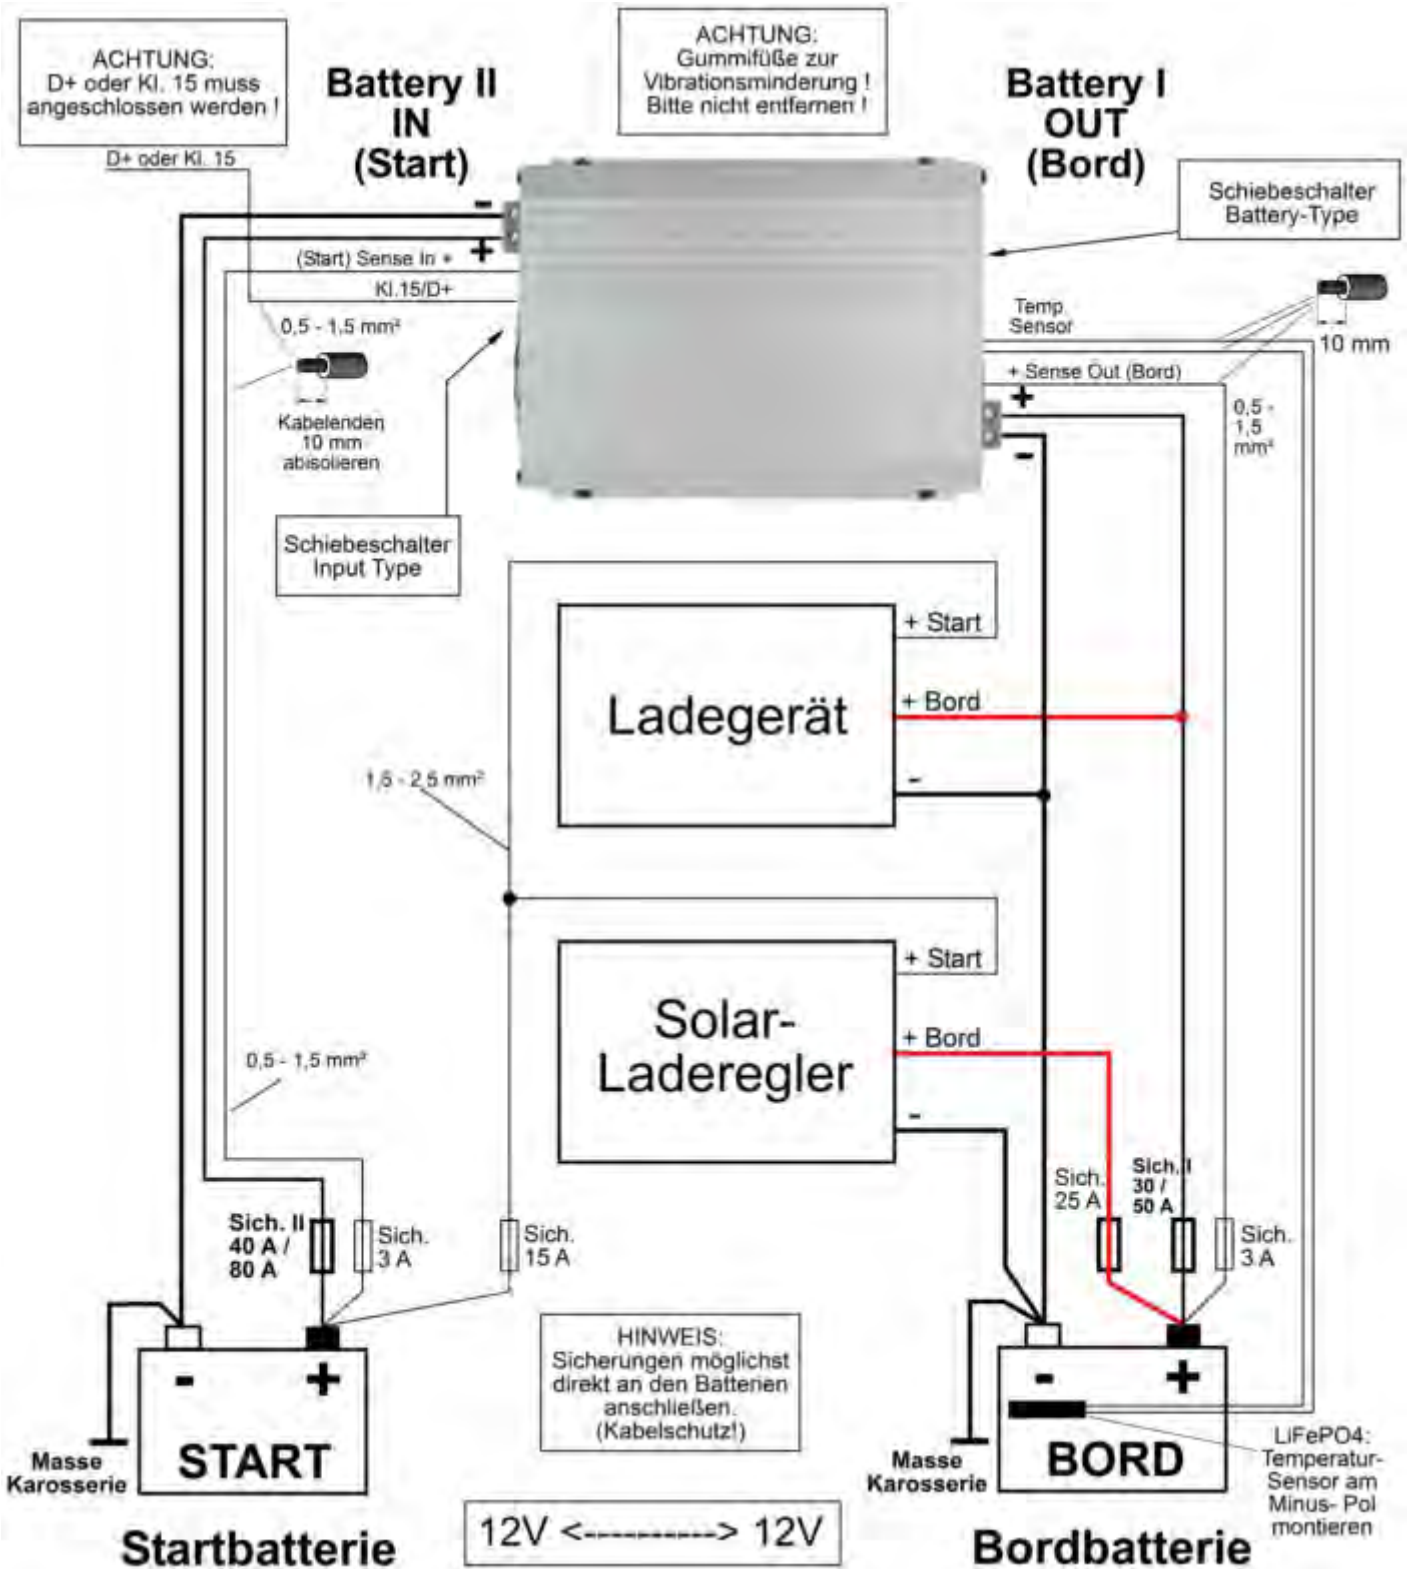 ACHTUNG:
D+ oder Kl. 15 muss
angeschlossen werden !
Battery II
IN
(Start)
ACHTUNG:
Gummifüße zur
Vibrationsminderung !
Bitte nicht entfernen !
Battery I
OUT
(Bord)
Schiebeschalter
Battery-Type
D+ oder Kl. 15
-
+
(Start) Sense In +
Kl.15/D+
0,5 - 1.5 mm²
Kabelenden
10 mm
abisolieren
Schiebeschalter
Input Type
Temp.
Sensor
10 mm
+ Sense Out (Bord)
+
-
0,5 -
1,5
mm²
Ladegerät
+ Start
+ Bord
-
1,5 - 2,5 mm²
Solar-
Laderegler
+ Start
+ Bord
-
0,5 - 1,5 mm²
Sich. II
40 A /
80 A
Sich.
3 A
Sich.
15 A
Sich.
25 A
Sich. I
30 /
50 A
Sich.
3 A
HINWEIS:
Sicherungen möglichst
direkt an den Batterien
anschließen.
(Kabelschutz!)
- +
START
Masse
Karosserie
Startbatterie
12V <----------> 12V
- +
BORD
Masse
Karosserie
Bordbatterie
LiFePO4:
Temperatur-
Sensor am
Minus- Pol
montieren